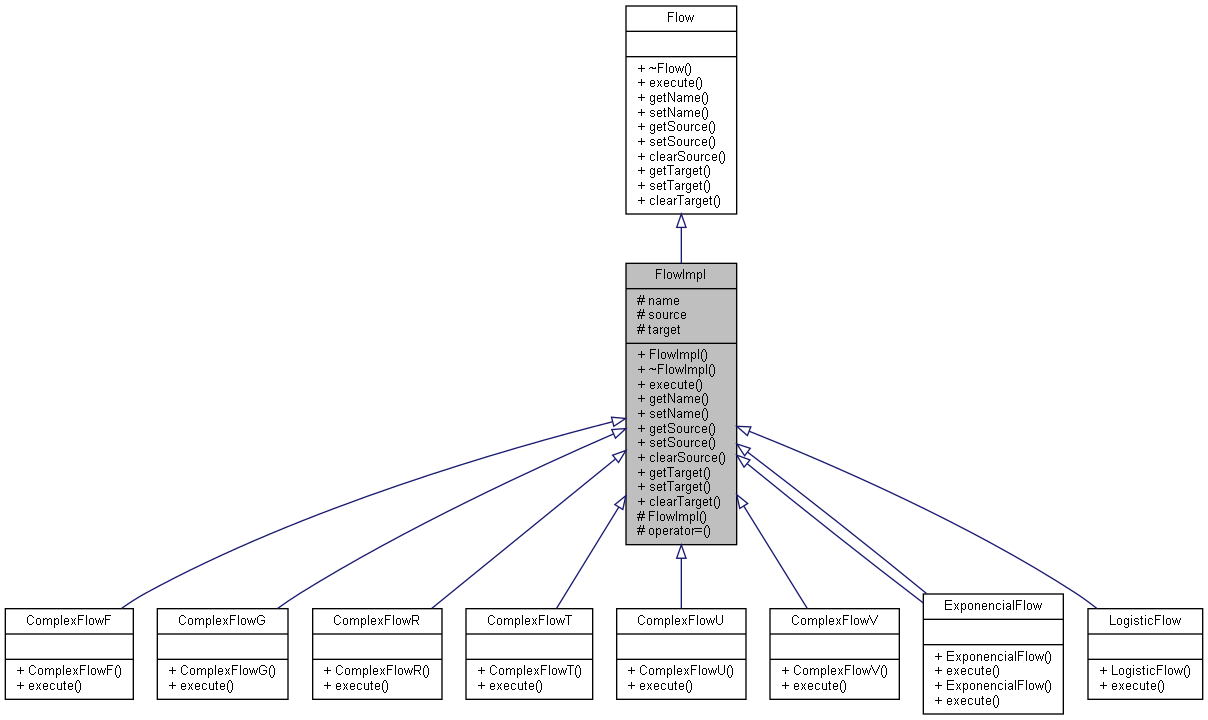 Flow
+ ~Flow()
+ execute()
+ getName()
+ setName()
+ getSource()
+ setSource()
+ clearSource()
+ getTarget()
+ setTarget()
+ clearTarget()
FlowImpl
# name
# source
# target
+ FlowImpl()
+ ~FlowImpl()
+ execute()
+ getName()
+ setName()
+ getSource()
+ setSource()
+ clearSource()
+ getTarget()
+ setTarget()
+ clearTarget()
# FlowImpl()
# operator=()
ComplexFlowF
+ ComplexFlowF()
+ execute()
ComplexFlowG
+ ComplexFlowG()
+ execute()
ComplexFlowR
+ ComplexFlowR()
+ execute()
ComplexFlowT
+ ComplexFlowT()
+ execute()
ComplexFlowU
+ ComplexFlowU()
+ execute()
ComplexFlowV
+ ComplexFlowV()
+ execute()
ExponencialFlow
+ ExponencialFlow()
+ execute()
+ ExponencialFlow()
+ execute()
LogisticFlow
+ LogisticFlow()
+ execute()